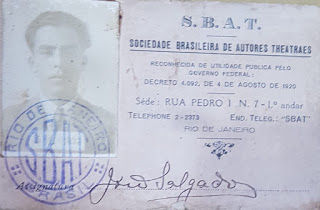 S.B.A.T.
SOCIEDADE BRASILEIRA DE AUTORES THEATRAES
RECONHECIDA DE UTILIDADE PUBLICA PELO
GOVERNO FEDERAL:
DECRETO 4.092, DE 4 DE AGOSTO DE 1920
Séde: RUA PEDRO I N. 7-1.º andar
TELEPHONE 2-2373 END. TELEG.: "SBAT"
RIO DE JANEIRO
RIO DE JANEIRO
SBAT
BRASIL
Assignatura
José Salgado